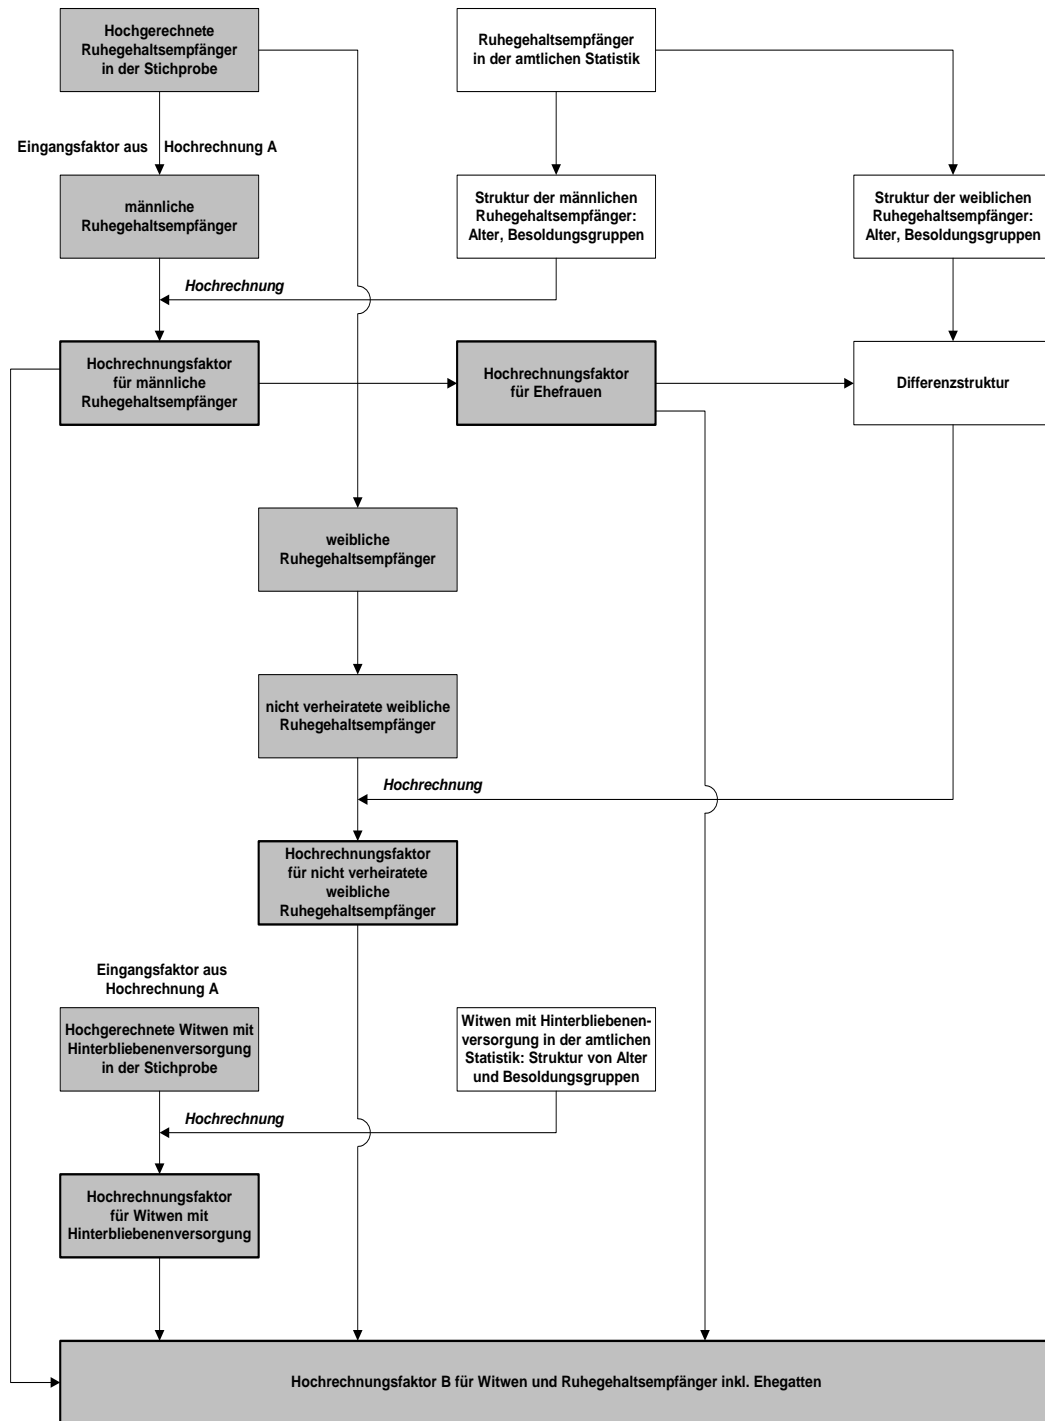 Hochgerechnete
Ruhegehaltsempfänger
in der Stichprobe
Ruhegehaltsempfänger
in der amtlichen Statistik
Eingangsfaktor aus Hochrechnung A
männliche
Ruhegehaltsempfänger
Struktur der männlichen
Ruhegehaltsempfänger:
Alter, Besoldungsgruppen
Struktur der weiblichen
Ruhegehaltsempfänger:
Alter, Besoldungsgruppen
Hochrechnung
Hochrechnungsfaktor
für männliche
Ruhegehaltsempfänger
Hochrechnungsfaktor
für Ehefrauen
Differenzstruktur
weibliche
Ruhegehaltsempfänger
nicht verheiratete weibliche
Ruhegehaltsempfänger
Hochrechnung
Hochrechnungsfaktor
für nicht verheiratete
weibliche
Ruhegehaltsempfänger
Eingangsfaktor aus
Hochrechnung A
Hochgerechnete Witwen mit
Hinterbliebenenversorgung
in der Stichprobe
Witwen mit Hinterbliebenen-
versorgung in der amtlichen
Statistik: Struktur von Alter
und Besoldungsgruppen
Hochrechnung
Hochrechnungsfaktor
für Witwen mit
Hinterbliebenenversorgung
Hochrechnungsfaktor B für Witwen und Ruhegehaltsempfänger inkl. Ehegatten